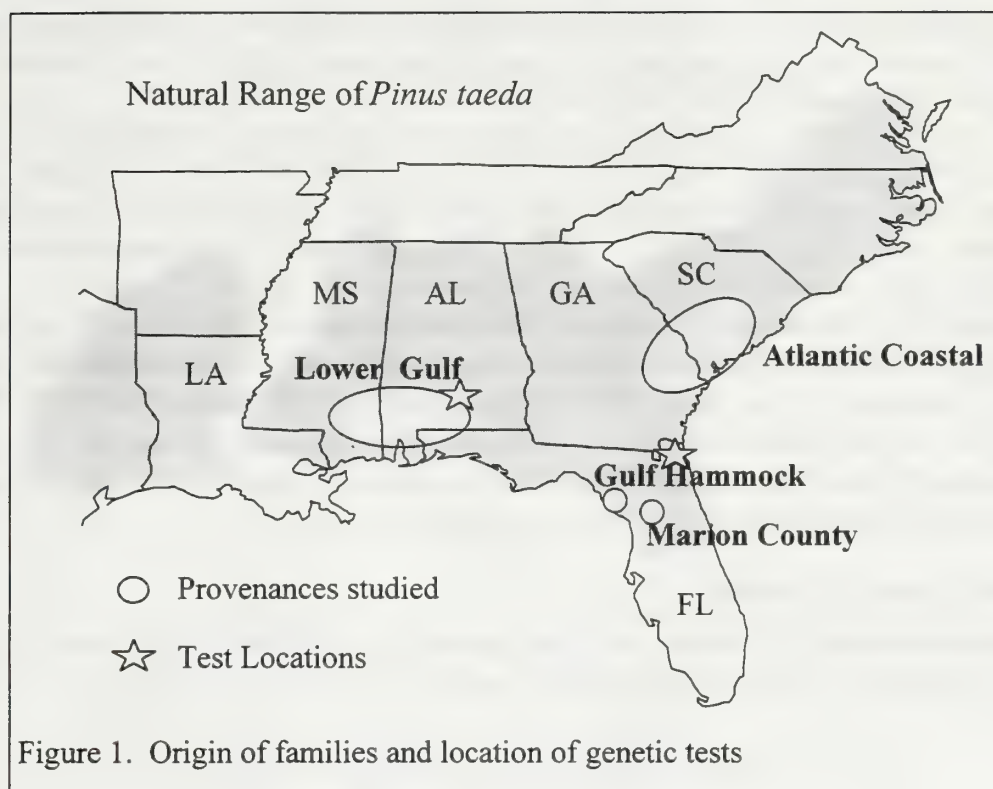 Natural Range of Pinus taeda
MS
AL
GA
SC
LA
Lower Gulf
Atlantic Coastal
Gulf Hammock
Marion County
FL
Provenances studied
Test Locations
Figure 1. Origin of families and location of genetic tests